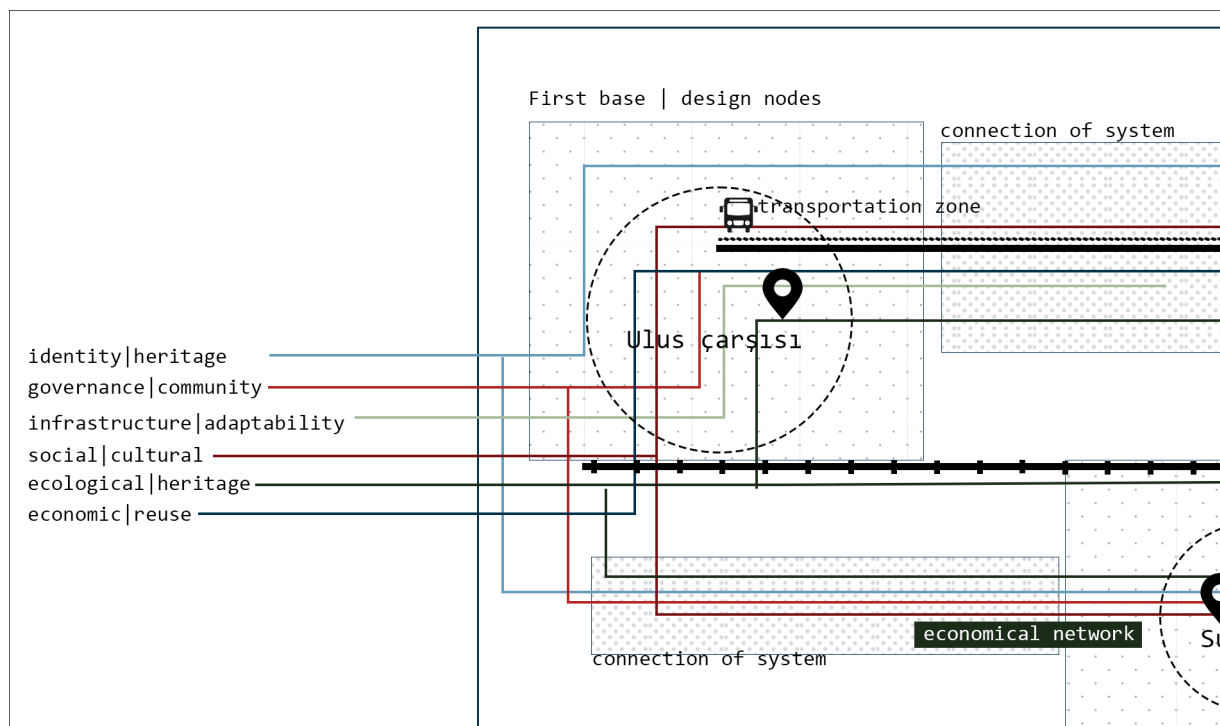 First base | design nodes
connection of system
transportation zone
Ulus çarşısı
identity|heritage
governance|community
infrastructure|adaptability
social|cultural
ecological|heritage
economic|reuse
economical network
connection of system